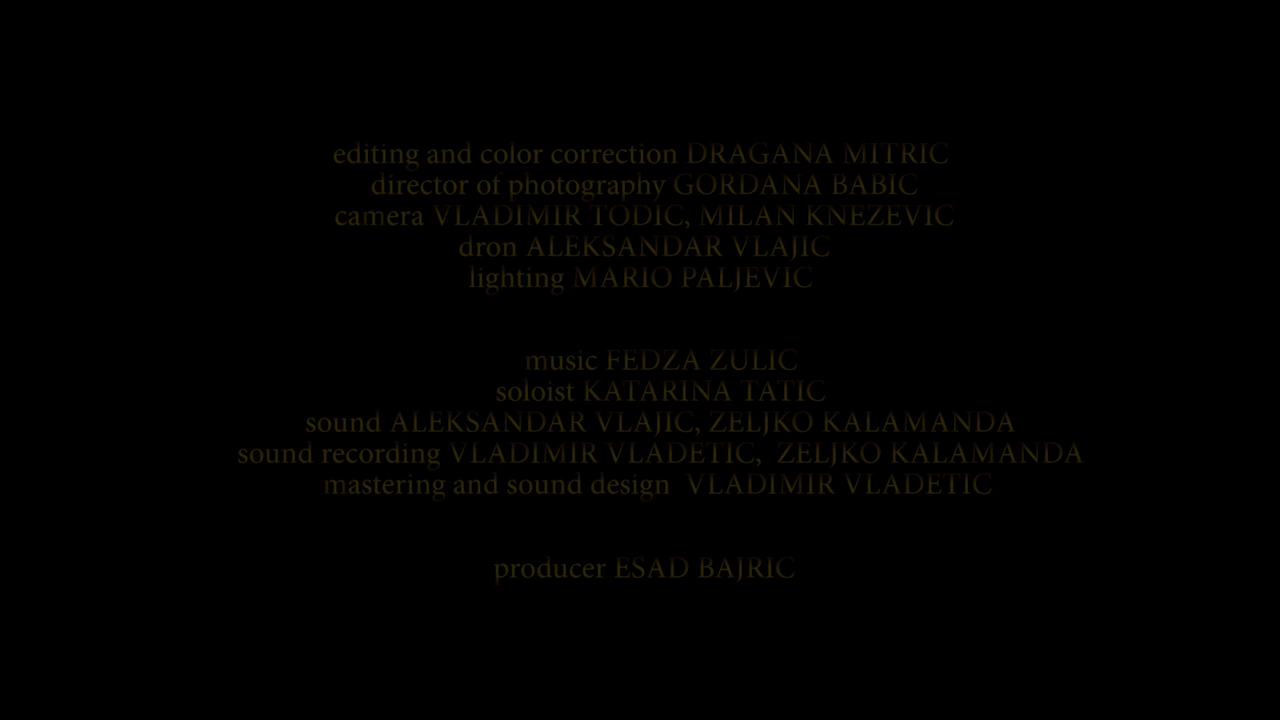 editing and color correction DRAGANA MITRIC
director of photography GORDANA BABIC
camera VLADIMIR TODIC, MILAN KNEZEVIC
dron ALEKSANDAR VLAJIC
lighting MARIO PALJEVIC
music FEDZA ZULIC
soloist KATARINA TATIC
sound ALEKSANDAR VLAJIC, ZELJKO KALAMANDA
sound recording VLADIMIR VLADETIC,  ZELJKO KALAMANDA
mastering and sound design  VLADIMIR VLADETIC
producer ESAD BAJRIC